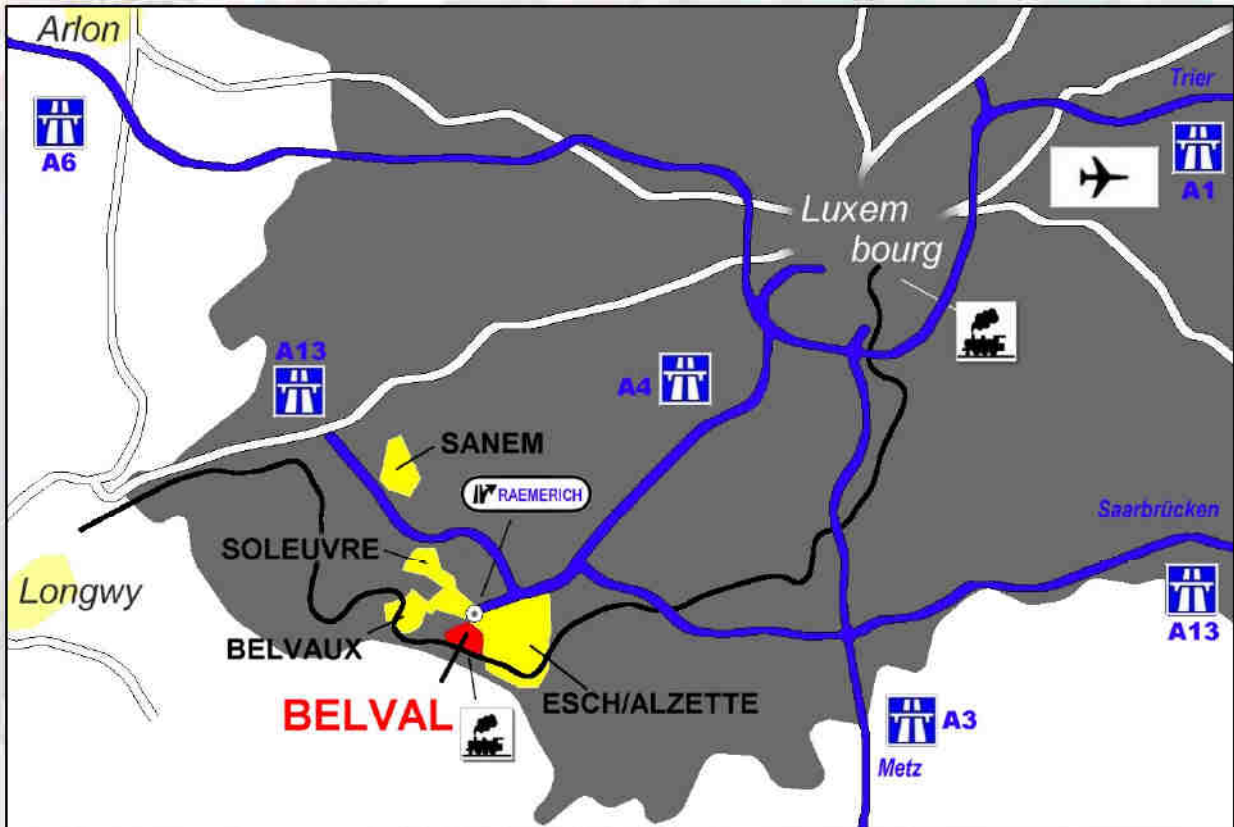 Arlon
Trier
A6
A1
Luxem
bourg
A13
A4
SANEM
RAEMERICH
Saarbrücken
SOLEUVRE
Longwy
A13
BELVAUX
ESCH/ALZETTE
BELVAL
A3
Metz